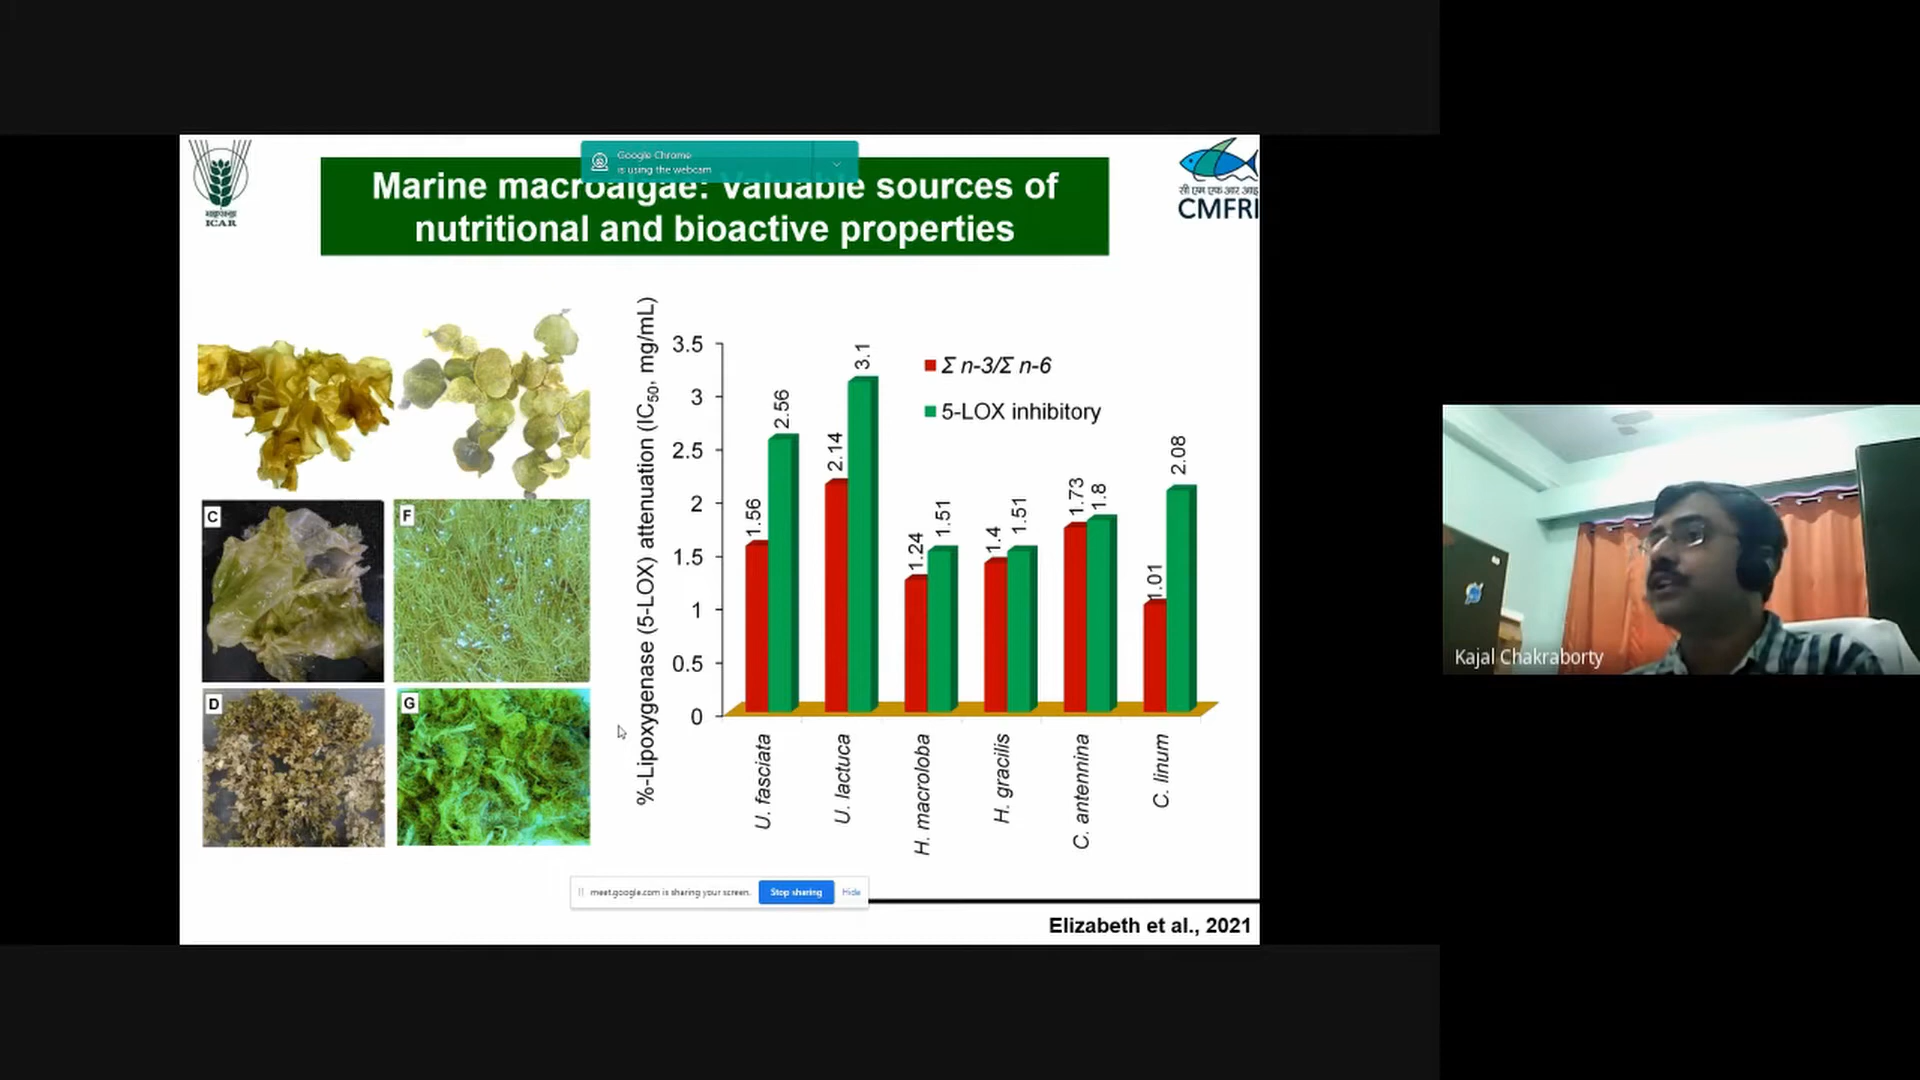 Google Chrome
is using the webcam
Marine macroalgae: Valuable sources of
nutritional and bioactive properties
ICAR
सी एम एफ आर आइ
CMFRI
C
F
D
G
%-Lipoxygenase (5-LOX) attenuation (IC50, mg/mL)
3.5
3
2.5
2
1.5
1
0.5
0
Σ n-3/Σ n-6
5-LOX inhibitory
1.56
2.56
2.14
3.1
1.24
1.51
1.4
1.51
1.73
1.8
1.01
2.08
U. fasciata
U. lactuca
H. macroloba
H. gracilis
C. antennina
C. linum
meet.google.com is sharing your screen.
Stop sharing
Hide
Elizabeth et al., 2021
Kajal Chakraborty